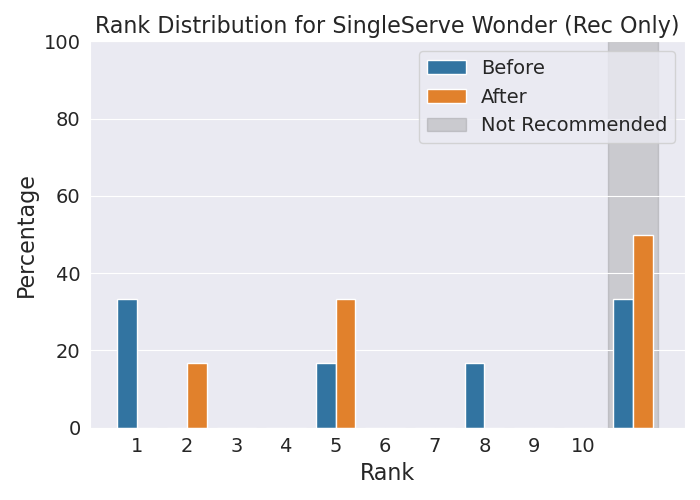 Rank Distribution for SingleServe Wonder (Rec Only)
100
80
60
40
20
0
Percentage
Before
After
Not Recommended
1 2 3 4 5 6 7 8 9 10
Rank